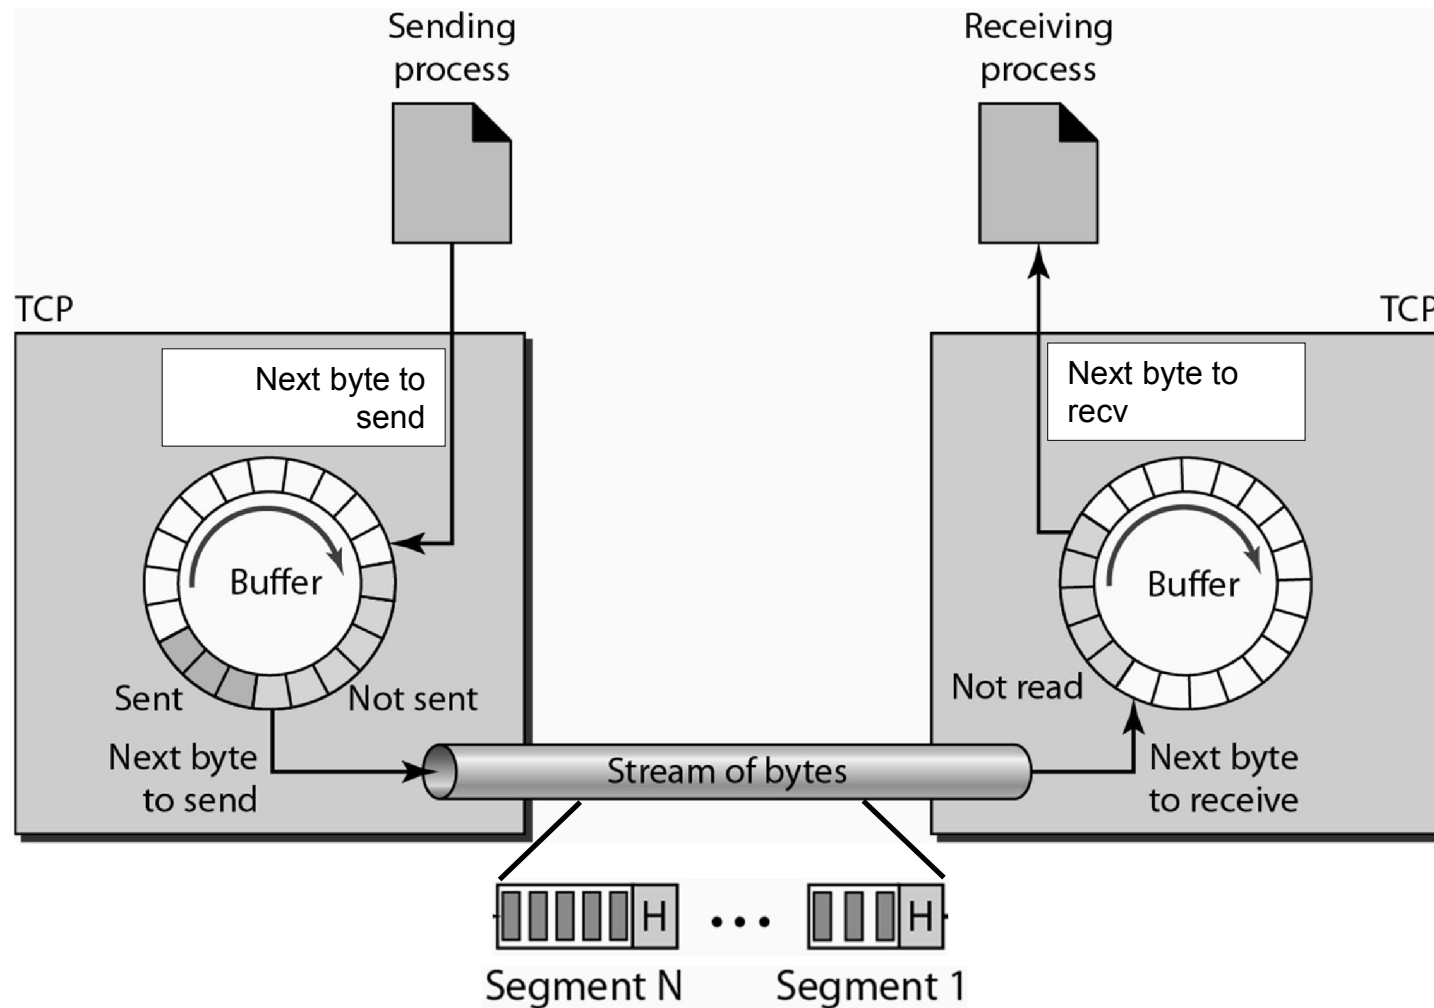 Sending
process
Receiving
process
TCP
TCP
Next byte to
send
Next byte to
recv
Buffer
Buffer
Sent
Not sent
Not read
Next byte
to send
Stream of bytes
Next byte
to receive
H
•••
H
Segment N
Segment 1